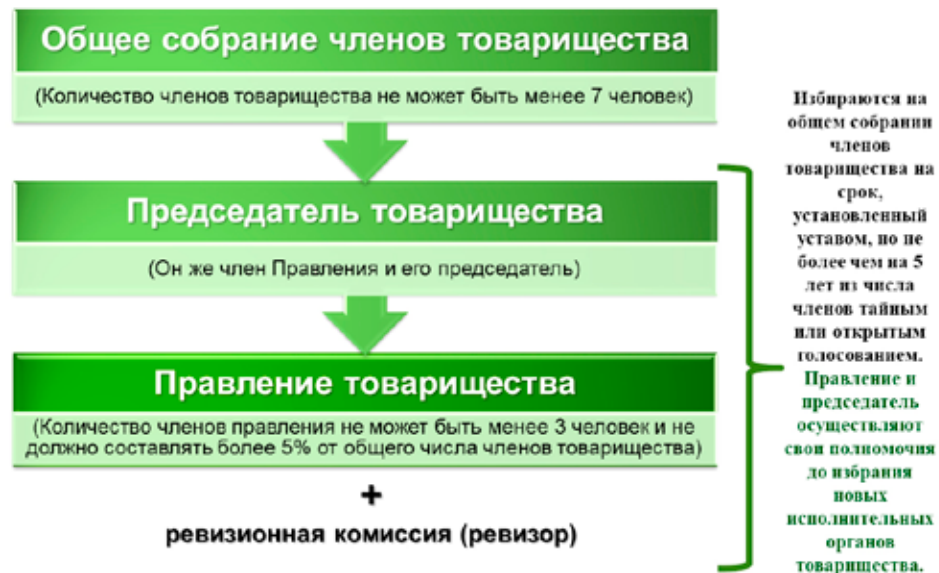 Общее собрание членов товарищества
(Количество членов товарищества не может быть менее 7 человек)
Председатель товарищества
(Он же член Правления и его председатель)
Правление товарищества
(Количество членов правления не может быть менее 3 человек и не
должно составлять более 5% от общего числа членов товарищества)
+
ревизионная комиссия (ревизор)
Избираются на
общем собрании
членов
товарищества на
срок,
установленный
уставом, но не
более чем на 5
лет из числа
членов тайным
или открытым
голосованием.
Правление и
председатель
осуществляют
свои полномочия
до избрания
новых
исполнительных
органов
товарищества.